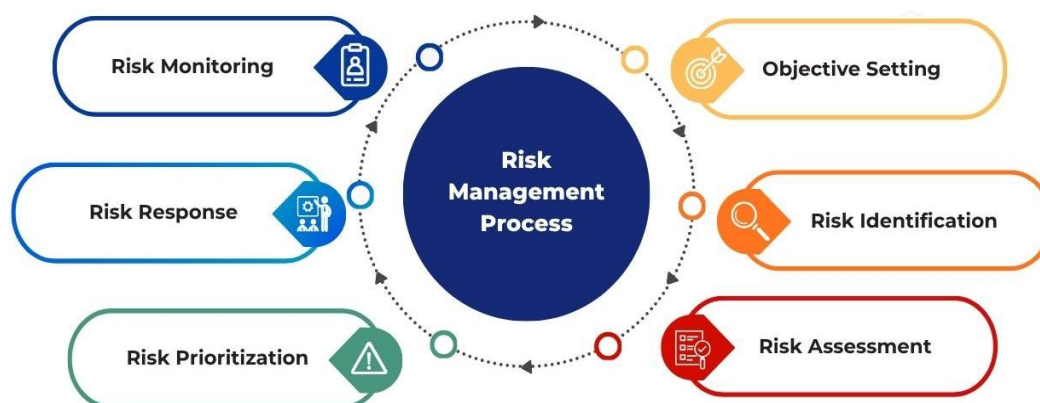 Risk Monitoring
Objective Setting
Risk
Management
Process
Risk Response
Risk Identification
Risk Prioritization
Risk Assessment